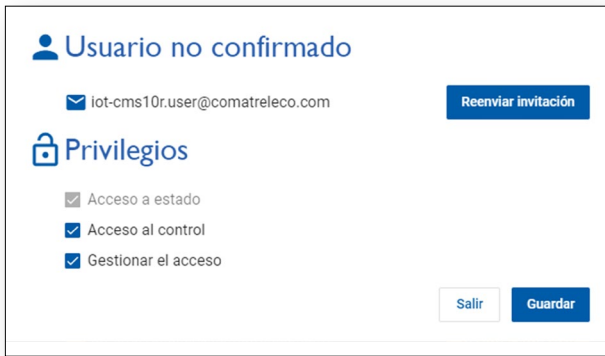 Usuario no confirmado
iot-cms10r.user@comatreleco.com
Reenviar invitación
Privilegios
Acceso a estado
Acceso al control
Gestionar el acceso
Salir
Guardar